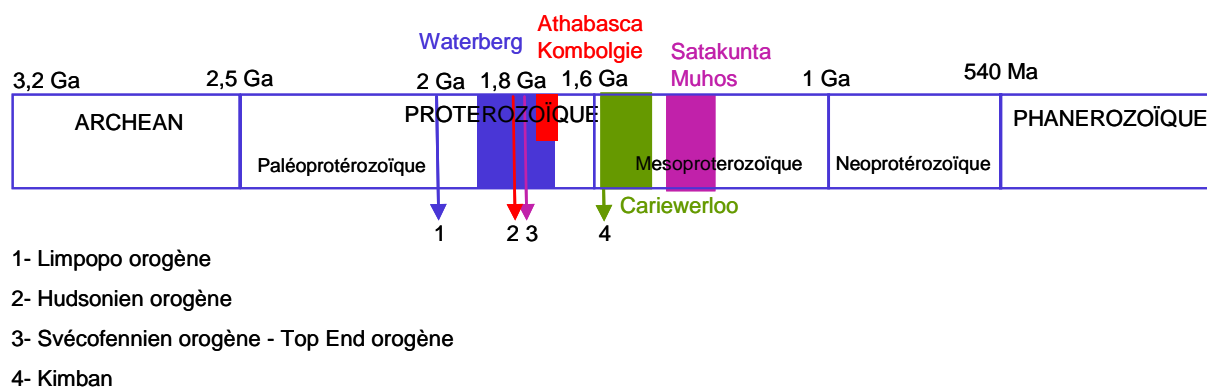 Athabasca
Waterberg Kombolgie Satakunta
Muhos
3,2 Ga 2,5 Ga 2 Ga 1,8 Ga 1,6 Ga 1 Ga 540 Ma
ARCHEAN PROTEROZOÏQUE PHANEROZOÏQUE
Paléoprotérozoïque Mesoproterozoïque Neoprotérozoïque
Cariewerloo
1 2 3 4
1- Limpopo orogène
2- Hudsonien orogène
3- Svécofennien orogène - Top End orogène
4- Kimban